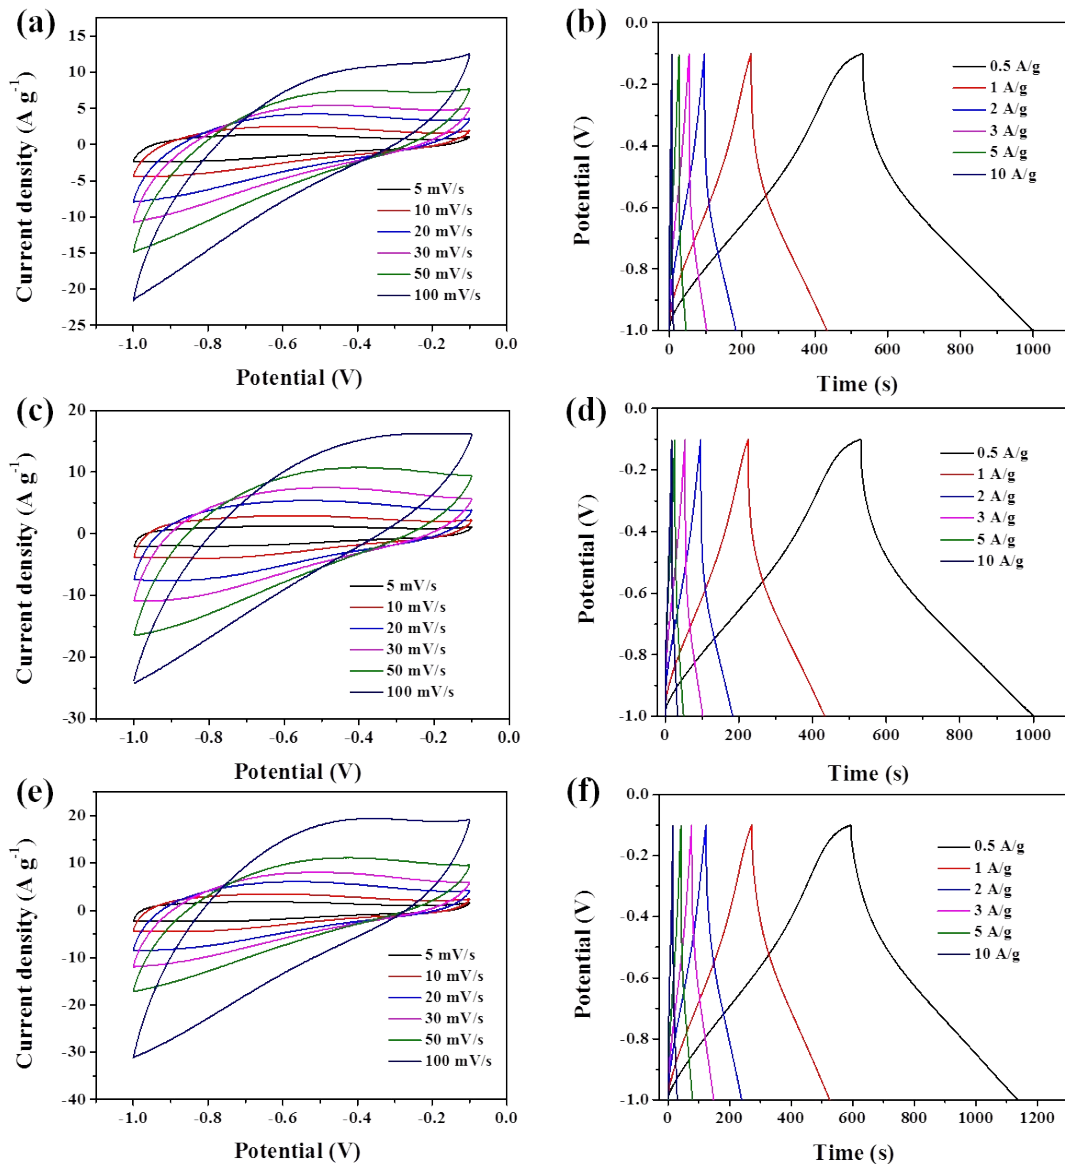 (a)
Current density (A g-1)
15
10
5
0
-5
-10
-15
-20
-25
-1.0
-0.8
-0.6
-0.4
-0.2
0.0
Potential (V)
5 mV/s
10 mV/s
20 mV/s
30 mV/s
50 mV/s
100 mV/s
(b)
Potential (V)
0.0
-0.2
-0.4
-0.6
-0.8
-1.0
0
200
400
600
800
1000
Time (s)
0.5 A/g
1 A/g
2 A/g
3 A/g
5 A/g
10 A/g
(c)
Current density (A g-1)
20
10
0
-10
-20
-30
-1.0
-0.8
-0.6
-0.4
-0.2
0.0
Potential (V)
5 mV/s
10 mV/s
20 mV/s
30 mV/s
50 mV/s
100 mV/s
(d)
Potential (V)
0.0
-0.2
-0.4
-0.6
-0.8
-1.0
0
200
400
600
800
1000
Time (s)
0.5 A/g
1 A/g
2 A/g
3 A/g
5 A/g
10 A/g
(e)
Current density (A g-1)
20
10
0
-10
-20
-30
-40
-1.0
-0.8
-0.6
-0.4
-0.2
0.0
Potential (V)
5 mV/s
10 mV/s
20 mV/s
30 mV/s
50 mV/s
100 mV/s
(f)
Potential (V)
0.0
-0.2
-0.4
-0.6
-0.8
-1.0
0
200
400
600
800
1000
1200
Time (s)
0.5 A/g
1 A/g
2 A/g
3 A/g
5 A/g
10 A/g